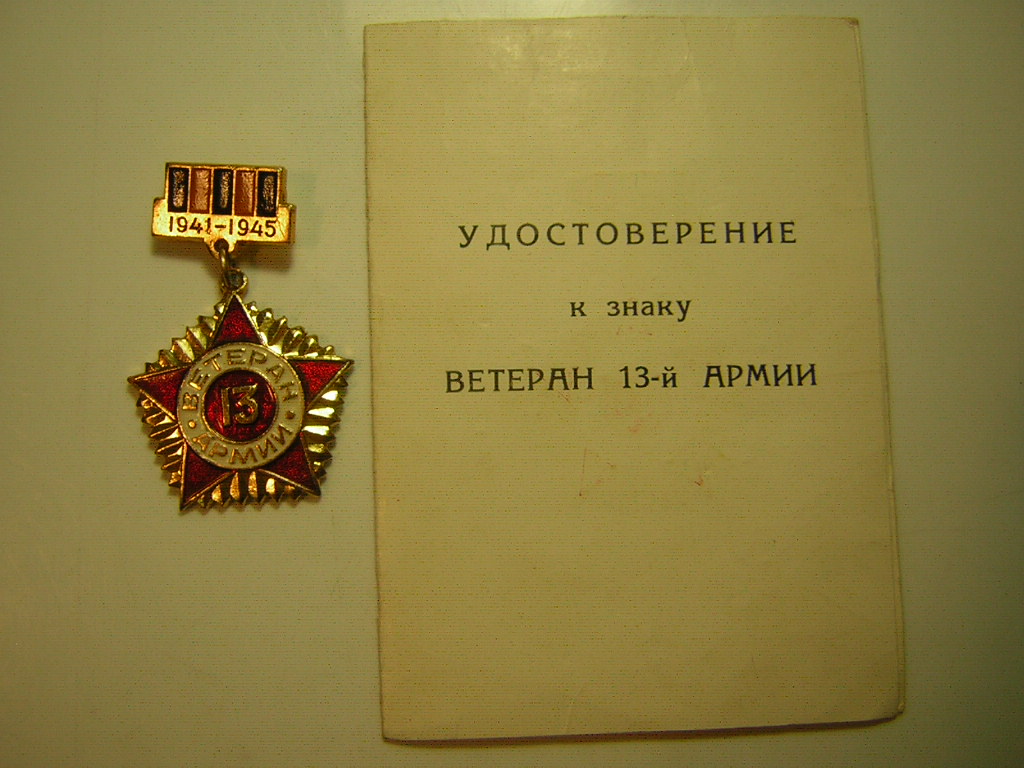 1941-1945
ВЕТЕРАН
13
АРМИИ
УДОСТОВЕРЕНИЕ
к знаку
ВЕТЕРАН 13-й АРМИИ